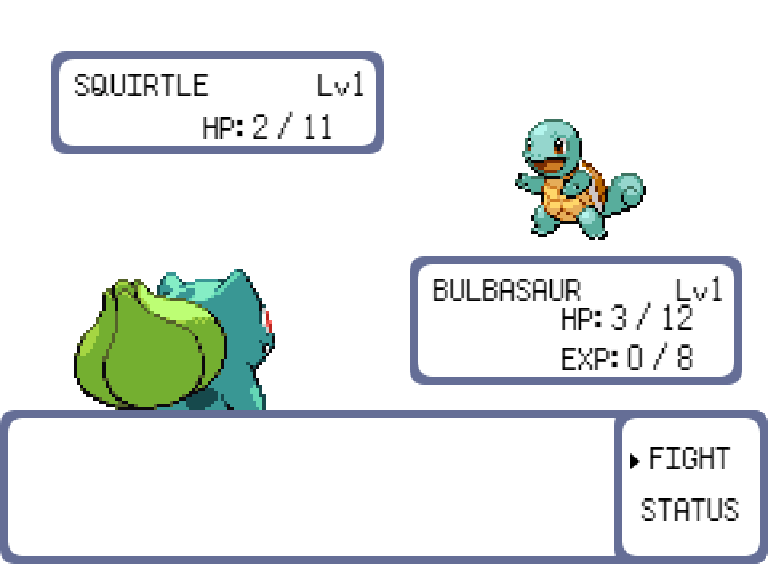 SQUIRTLE Lv1
HP: 2 / 11
BULBASAUR Lv1
HP: 3 / 12
EXP: 0 / 8
FIGHT
STATUS